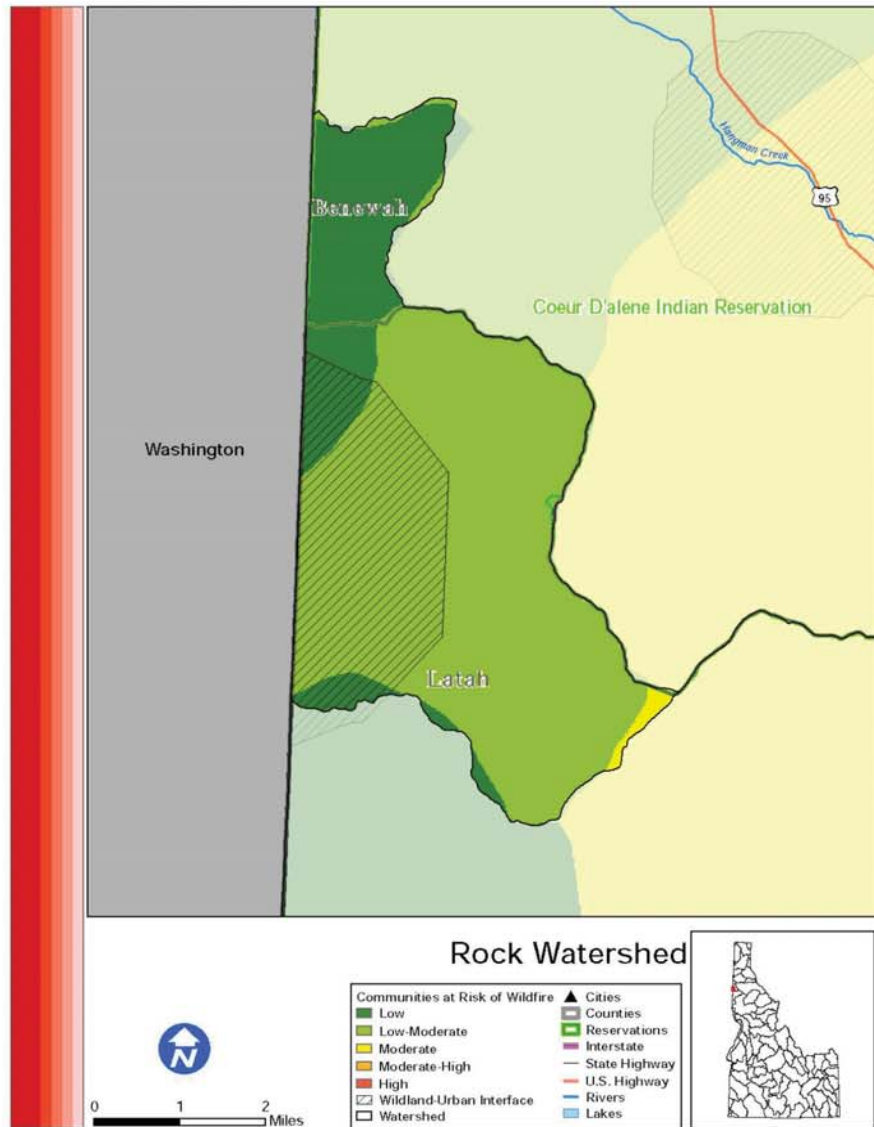 Hangman Creek
95
Benewah
Coeur D'alene Indian Reservation
Washington
Latah
Rock Watershed
Communities at Risk of Wildfire
Low
Low-Moderate
Moderate
Moderate-High
High
Wildland-Urban Interface
Watershed
Cities
Counties
Reservations
Interstate
State Highway
U.S. Highway
Rivers
Lakes
N
0 1 2
Miles